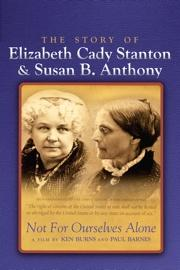 THE STORY OF
Elizabeth Cady Stanton
& Susan B. Anthony
"The right of citizens of the United States to vote shall not be denied
or abridged by the United States or by any state on account of sex."
Not For Ourselves Alone
A FILM BY KEN BURNS AND PAUL BARNES